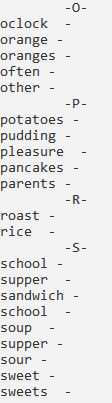 -O-
oclock -
orange -
oranges -
often -
other -
-P-
potatoes -
pudding -
pleasure -
pancakes -
parents -
-R-
roast -
rice -
-S-
school -
supper -
sandwich -
school -
soup -
supper -
sour -
sweet -
sweets -